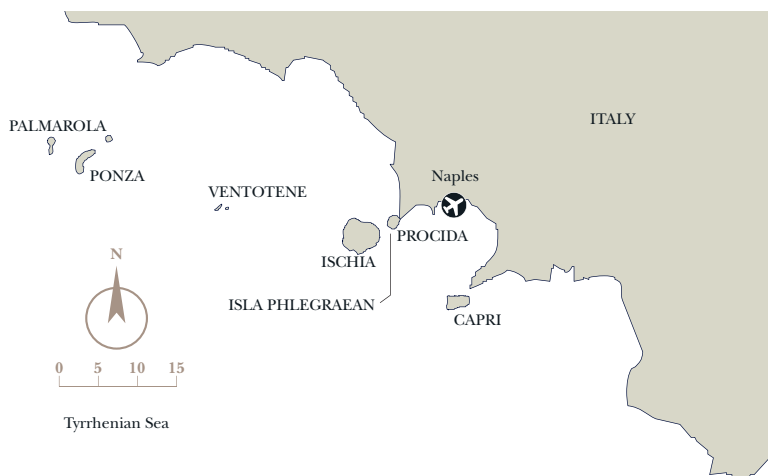 ITALY
PALMAROLA
PONZA
Naples
VENTOTENE
PROCIDA
ISCHIA
N
ISLA PHLEGRAEAN
CAPRI
0 5 10 15
Tyrrhenian Sea